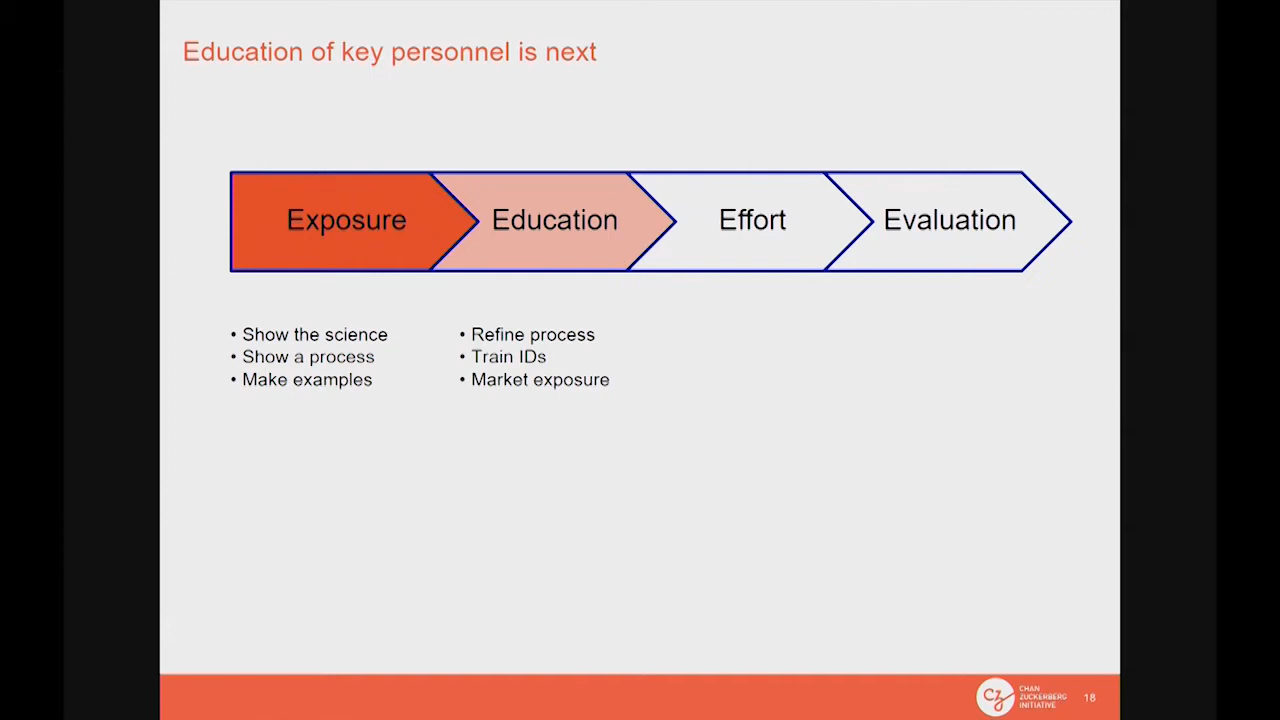 Education of key personnel is next
Exposure
Education
Effort
Evaluation
• Show the science
• Show a process
• Make examples
• Refine process
• Train IDs
• Market exposure
CZ
CHAN
ZUCKERBERG
INITIATIVE
18